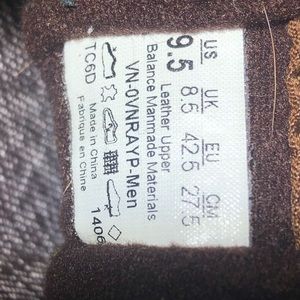 US UK EU CM
9.5 8.5 42.5 27.5
Leather Upper
Balance Manmade Materials
VN-0VNRAYP-Men
1406
TC6D
Made in China
Fabriqué en Chine